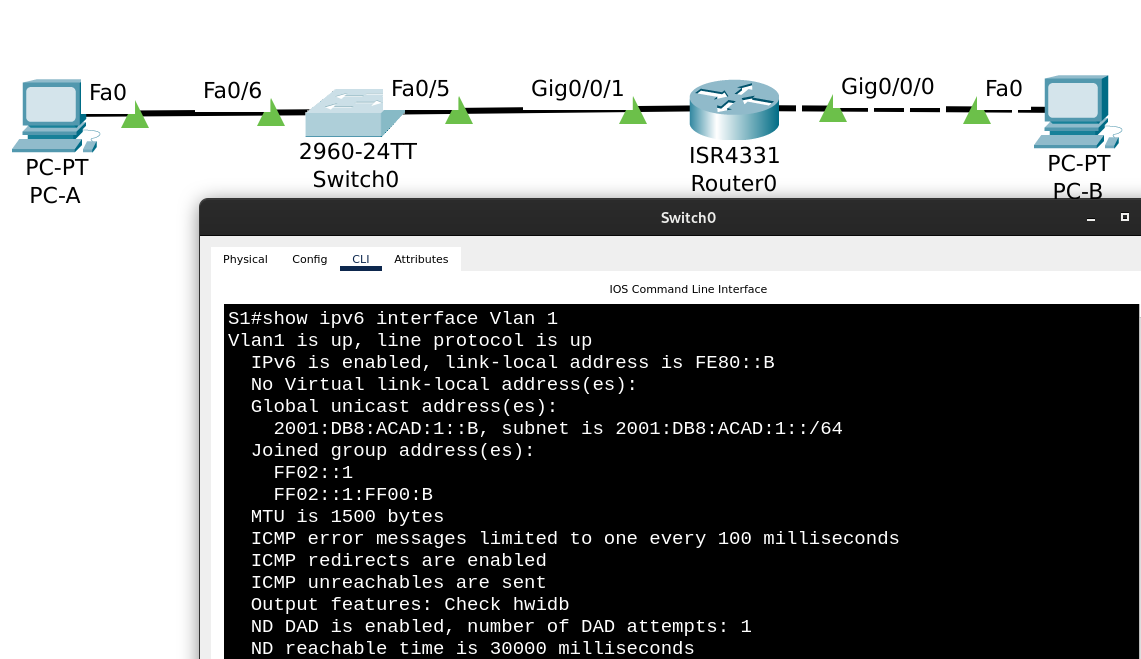 Fa0 Fa0/6 Fa0/5 Gig0/0/1 Gig0/0/0 Fa0
PC-PT
PC-A
2960-24TT
Switch0
ISR4331
Router0
PC-PT
PC-B
Switch0
Physical Config CLI Attributes
IOS Command Line Interface
S1#show ipv6 interface Vlan 1
Vlan1 is up, line protocol is up
IPv6 is enabled, link-local address is FE80::B
No Virtual link-local address(es):
Global unicast address(es):
2001:DB8:ACAD:1::B, subnet is 2001:DB8:ACAD:1::/64
Joined group address(es):
FF02::1
FF02::1:FF00:B
MTU is 1500 bytes
ICMP error messages limited to one every 100 milliseconds
ICMP redirects are enabled
ICMP unreachables are sent
Output features: Check hwidb
ND DAD is enabled, number of DAD attempts: 1
ND reachable time is 30000 milliseconds